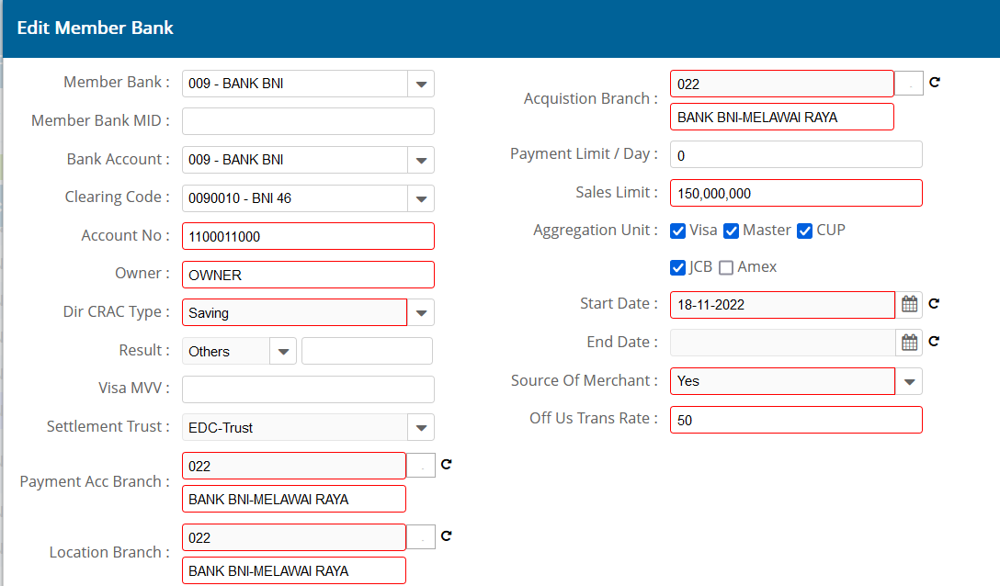 Edit Member Bank
Member Bank : 009 - BANK BNI
Member Bank MID :
Bank Account : 009 - BANK BNI
Clearing Code : 0090010 - BNI 46
Account No : 1100011000
Owner : OWNER
Dir CRAC Type : Saving
Result : Others
Visa MVV :
Settlement Trust : EDC-Trust
Payment Acc Branch : 022 .
BANK BNI-MELAWAI RAYA
Location Branch : 022 .
BANK BNI-MELAWAI RAYA
Acquistion Branch : 022 .
BANK BNI-MELAWAI RAYA
Payment Limit / Day : 0
Sales Limit : 150,000,000
Aggregation Unit : Visa Master CUP
JCB Amex
Start Date : 18-11-2022
End Date :
Source Of Merchant : Yes
Off Us Trans Rate : 50